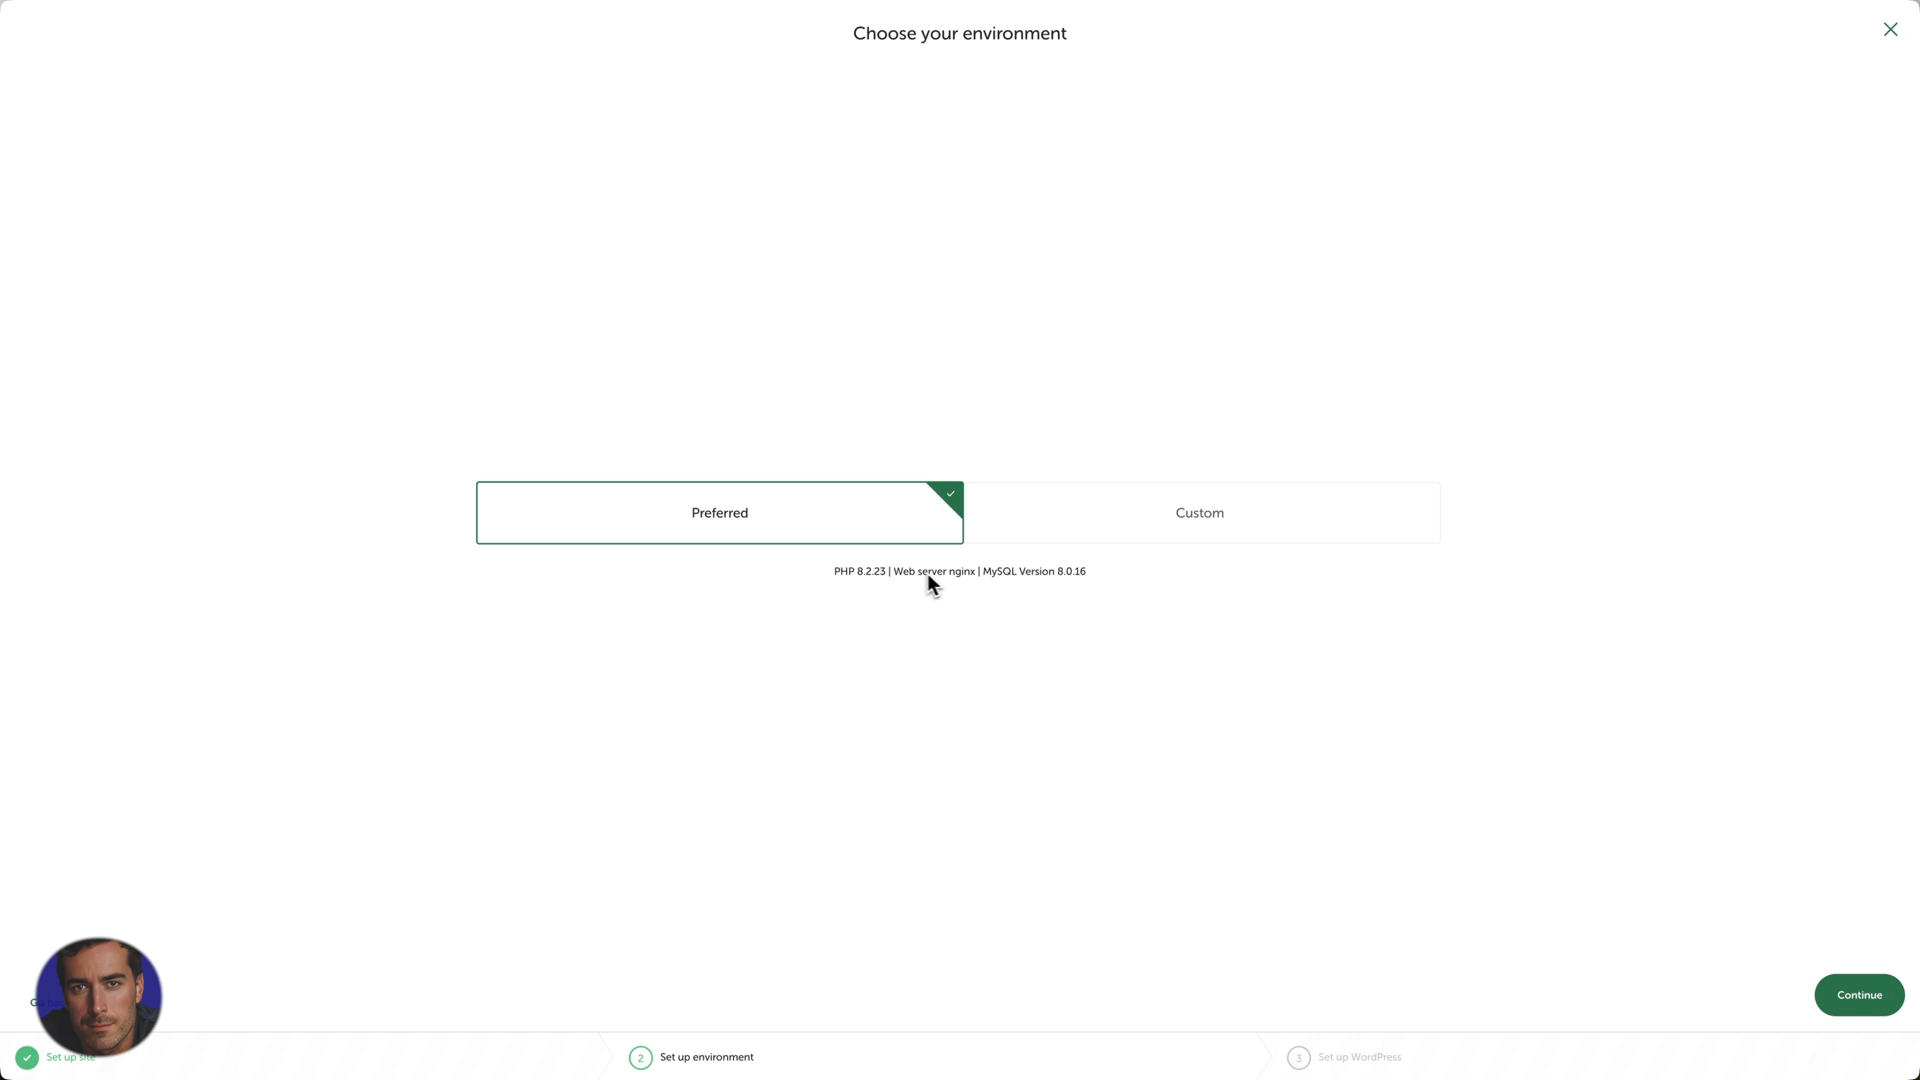 Choose your environment
Preferred
Custom
PHP 8.2.23 | Web server nginx | MySQL Version 8.0.16
Continue
Set up site
2 Set up environment
3 Set up WordPress